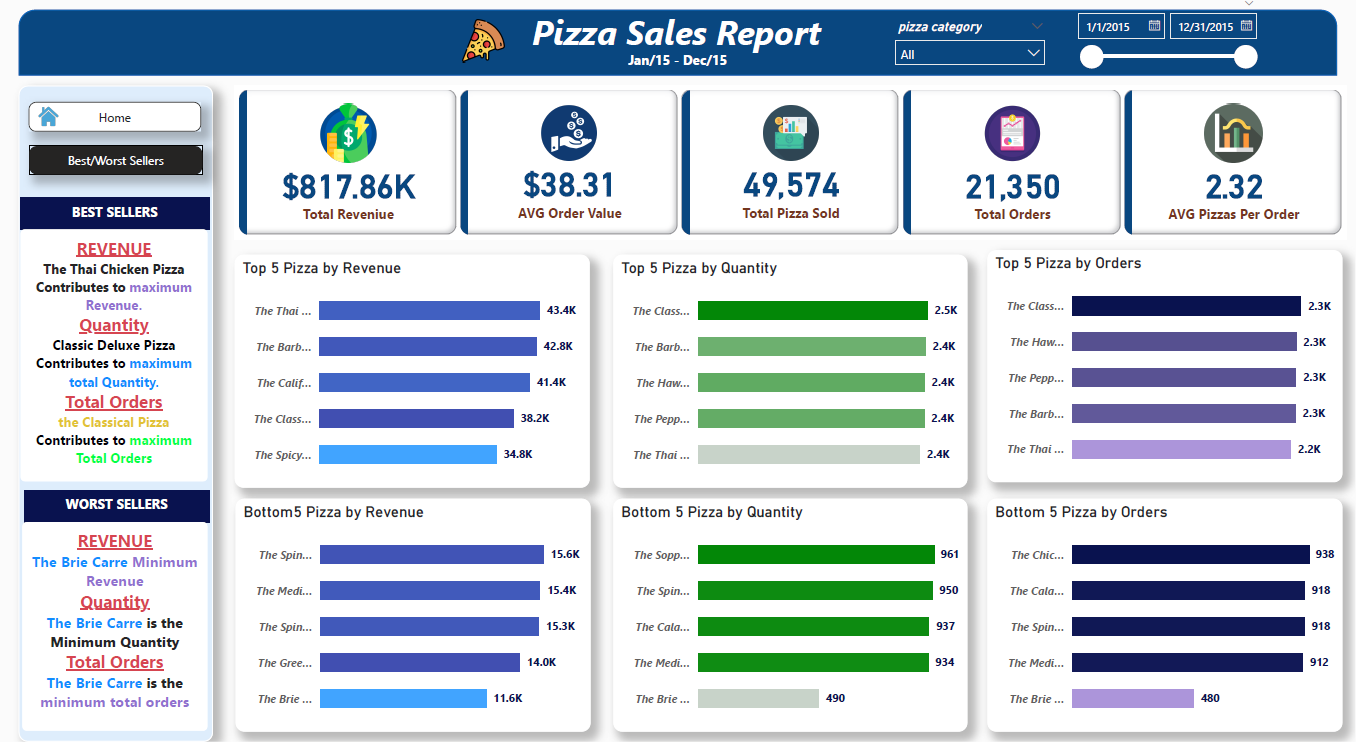 Pizza Sales Report
Jan/15 - Dec/15
pizza category
All
1/1/2015
12/31/2015
Home
Best/Worst Sellers
BEST SELLERS
REVENUE
The Thai Chicken Pizza
Contributes to maximum
Revenue.
Quantity
Classic Deluxe Pizza
Contributes to maximum
total Quantity.
Total Orders
the Classical Pizza
Contributes to maximum
Total Orders
WORST SELLERS
REVENUE
The Brie Carre Minimum
Revenue
Quantity
The Brie Carre is the
Minimum Quantity
Total Orders
The Brie Carre is the
minimum total orders
$817.86K
Total Reveniue
$38.31
AVG Order Value
49,574
Total Pizza Sold
21,350
Total Orders
2.32
AVG Pizzas Per Order
Top 5 Pizza by Revenue
The Thai ... 43.4K
The Barb... 42.8K
The Calif... 41.4K
The Class... 38.2K
The Spicy... 34.8K
Top 5 Pizza by Quantity
The Class... 2.5K
The Barb... 2.4K
The Haw... 2.4K
The Pepp... 2.4K
The Thai ... 2.4K
Top 5 Pizza by Orders
The Class... 2.3K
The Haw... 2.3K
The Pepp... 2.3K
The Barb... 2.3K
The Thai ... 2.2K
Bottom5 Pizza by Revenue
The Spin... 15.6K
The Medi... 15.4K
The Spin... 15.3K
The Gree... 14.0K
The Brie ... 11.6K
Bottom 5 Pizza by Quantity
The Sopp... 961
The Spin... 950
The Cala... 937
The Medi... 934
The Brie ... 490
Bottom 5 Pizza by Orders
The Chic... 938
The Cala... 918
The Spin... 918
The Medi... 912
The Brie ... 480